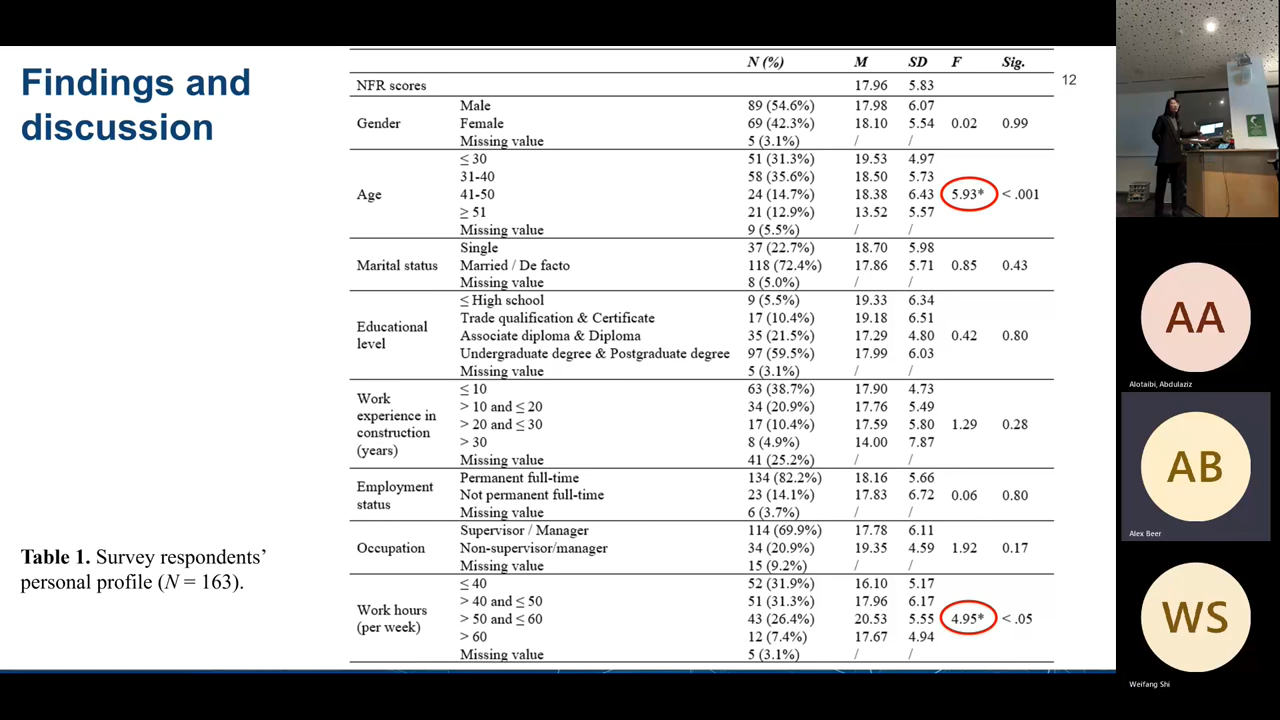 Findings and
discussion
12
N (%) M SD F Sig.
NFR scores 17.96 5.83
Gender
Male 89 (54.6%) 17.98 6.07
Female 69 (42.3%) 18.10 5.54 0.02 0.99
Missing value 5 (3.1%) / /
Age
≤ 30 51 (31.3%) 19.53 4.97
31-40 58 (35.6%) 18.50 5.73
41-50 24 (14.7%) 18.38 6.43 5.93* < .001
≥ 51 21 (12.9%) 13.52 5.57
Missing value 9 (5.5%) / /
Marital status
Single 37 (22.7%) 18.70 5.98
Married / De facto 118 (72.4%) 17.86 5.71 0.85 0.43
Missing value 8 (5.0%) / /
Educational
level
≤ High school 9 (5.5%) 19.33 6.34
Trade qualification & Certificate 17 (10.4%) 19.18 6.51
Associate diploma & Diploma 35 (21.5%) 17.29 4.80 0.42 0.80
Undergraduate degree & Postgraduate degree 97 (59.5%) 17.99 6.03
Missing value 5 (3.1%) / /
Work
experience in
construction
(years)
≤ 10 63 (38.7%) 17.90 4.73
> 10 and ≤ 20 34 (20.9%) 17.76 5.49
> 20 and ≤ 30 17 (10.4%) 17.59 5.80 1.29 0.28
> 30 8 (4.9%) 14.00 7.87
Missing value 41 (25.2%) / /
Employment
status
Permanent full-time 134 (82.2%) 18.16 5.66
Not permanent full-time 23 (14.1%) 17.83 6.72 0.06 0.80
Missing value 6 (3.7%) / /
Occupation
Supervisor / Manager 114 (69.9%) 17.78 6.11
Non-supervisor/manager 34 (20.9%) 19.35 4.59 1.92 0.17
Missing value 15 (9.2%) / /
Work hours
(per week)
≤ 40 52 (31.9%) 16.10 5.17
> 40 and ≤ 50 51 (31.3%) 17.96 6.17
> 50 and ≤ 60 43 (26.4%) 20.53 5.55 4.95* < .05
> 60 12 (7.4%) 17.67 4.94
Missing value 5 (3.1%) / /
Table 1. Survey respondents’
personal profile (N = 163).
AA
Alotaibi, Abdulaziz
AB
Alex Beer
WS
Weifang Shi